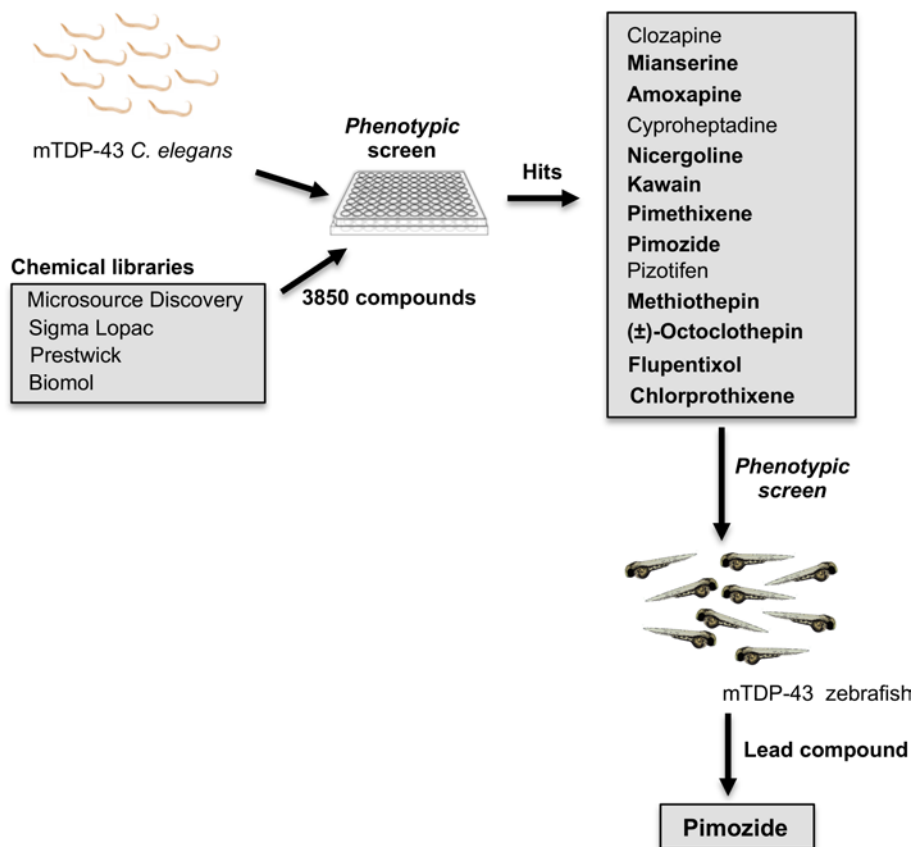 mTDP-43 C. elegans
Chemical libraries
Microsource Discovery
Sigma Lopac
Prestwick
Biomol
3850 compounds
Phenotypic
screen
Hits
Clozapine
Mianserine
Amoxapine
Cyproheptadine
Nicergoline
Kawain
Pimethixene
Pimozide
Pizotifen
Methiothepin
(±)-Octoclothepin
Flupentixol
Chlorprothixene
Phenotypic
screen
mTDP-43 zebrafish
Lead compound
Pimozide